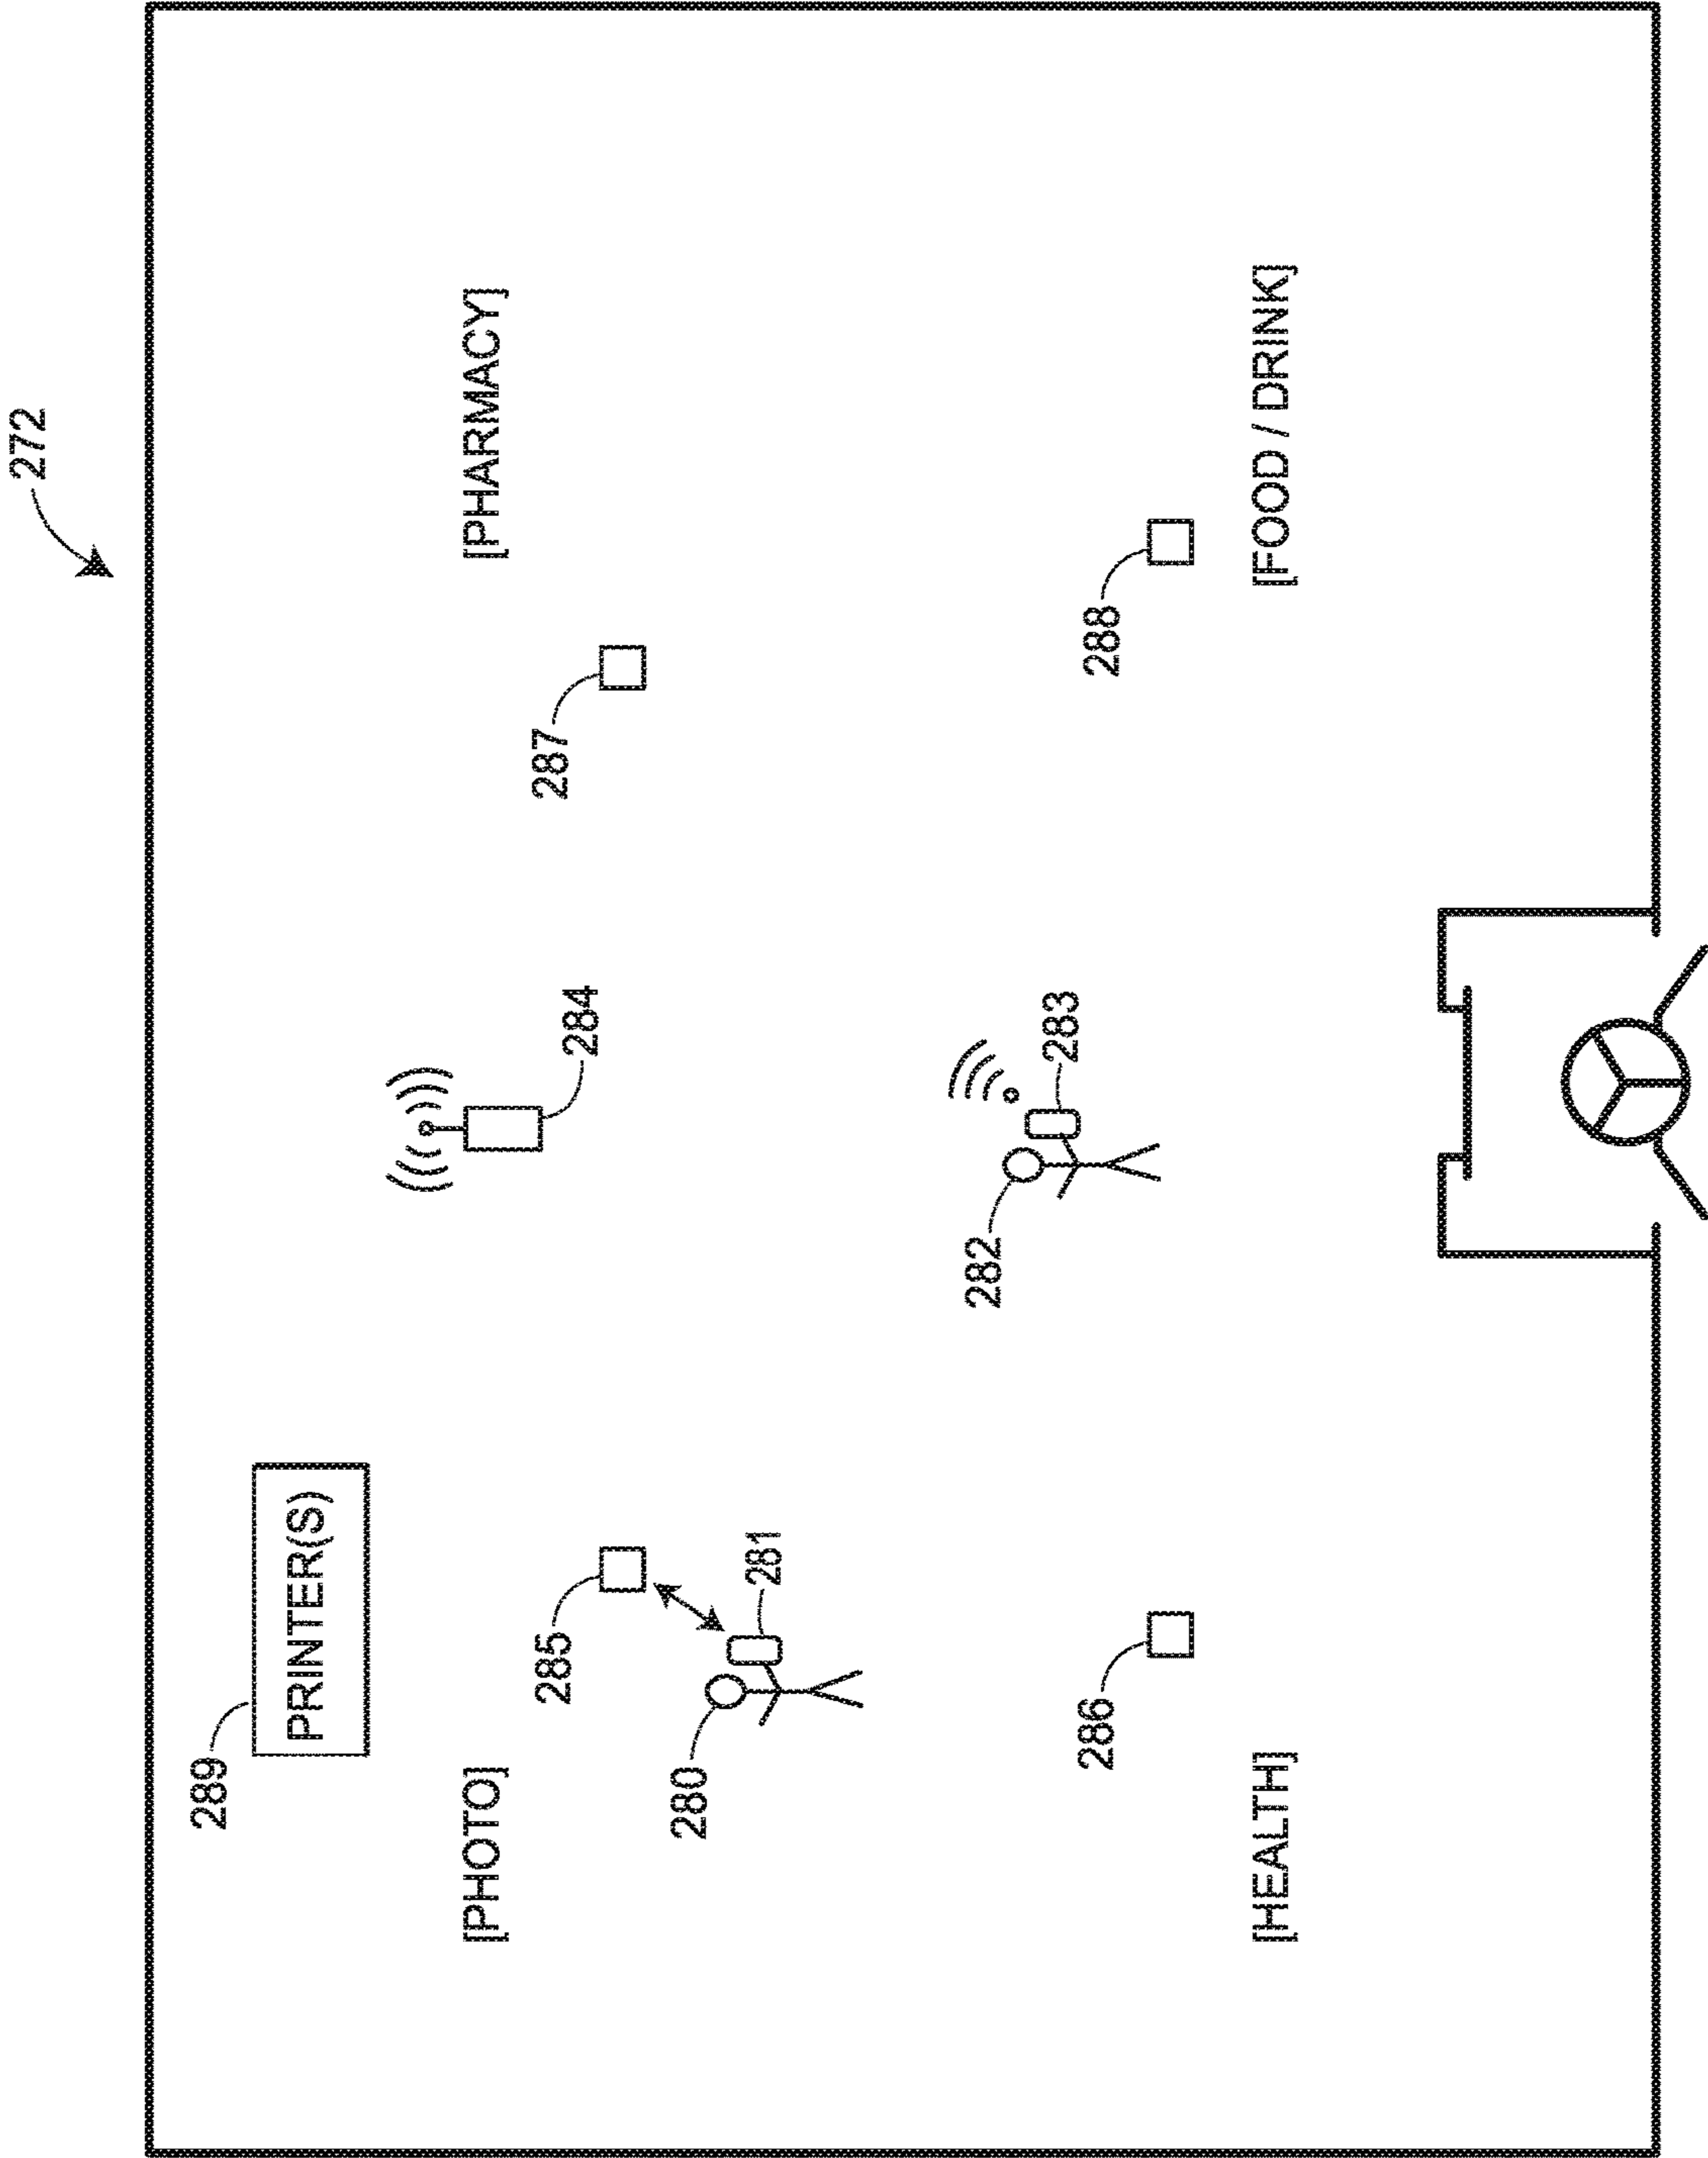 272
289
PRINTER(S)
[PHOTO]
[PHARMACY]
284
285
287
281
280
282
283
286
288
[HEALTH]
[FOOD / DRINK]